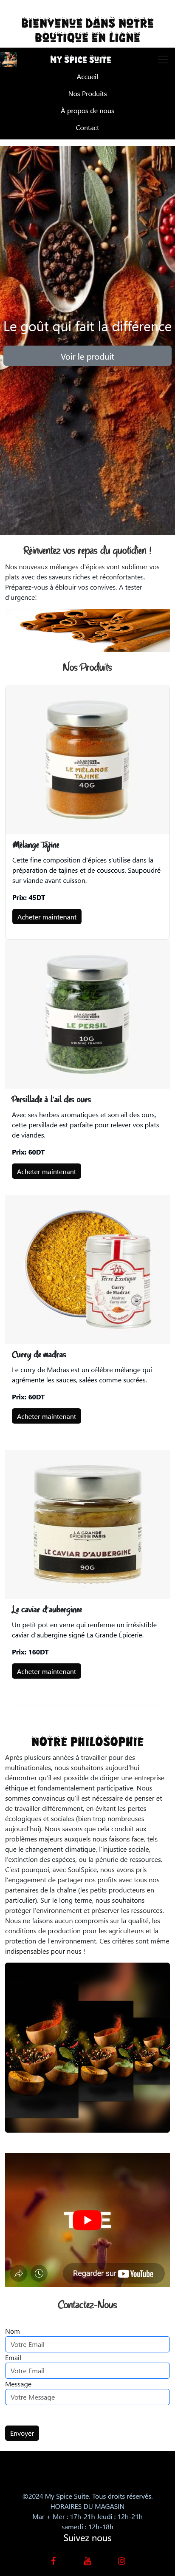 Bienvenue dans notre
boutique en ligne
My Spice Suite
Accueil
Nos Produits
À propos de nous
Contact
Le goût qui fait la différence
Voir le produit
Réinventez vos repas du quotidien !
Nos nouveaux mélanges d'épices vont sublimer vos
plats avec des saveurs riches et réconfortantes.
Préparez-vous à éblouir vos convives. A tester
d'urgence!
Nos Produits
LA GRANDE
ÉPICERIE PARIS
LE MÉLANGE
TAJINE
40G
Mélange Tajine
Cette fine composition d'épices s'utilise dans la
préparation de tajines et de couscous. Saupoudré
sur viande avant cuisson.
Prix: 45DT
Acheter maintenant
LA GRANDE
ÉPICERIE PARIS
LE PERSIL
10G
Persillade à l'ail des ours
Avec ses herbes aromatiques et son ail des ours,
cette persillade est parfaite pour relever vos plats
de viandes.
Prix: 60DT
Acheter maintenant
Terre Exotique
Curry
de Madras
Curry de madras
Le curry de Madras est un célèbre mélange qui
agrémente les sauces, salées comme sucrées.
Prix: 60DT
Acheter maintenant
LA GRANDE
ÉPICERIE PARIS
LE CAVIAR D'AUBERGINE
90G
Le caviar d'auberginee
Un petit pot en verre qui renferme un irrésistible
caviar d'aubergine signé La Grande Épicerie.
Prix: 160DT
Acheter maintenant
Notre philosophie
Après plusieurs années à travailler pour des
multinationales, nous souhaitons aujourd'hui
démontrer qu'il est possible de diriger une entreprise
éthique et fondamentalement participative. Nous
sommes convaincus qu'il est nécessaire de penser et
de travailler différemment, en évitant les pertes
écologiques et sociales (bien trop nombreuses
aujourd'hui). Nous savons que cela conduit aux
problèmes majeurs auxquels nous faisons face, tels
que le changement climatique, l'injustice sociale,
l'extinction des espèces, ou la pénurie de ressources.
C'est pourquoi, avec SoulSpice, nous avons pris
l'engagement de partager nos profits avec tous nos
partenaires de la chaîne (les petits producteurs en
particulier). Sur le long terme, nous souhaitons
protéger l'environnement et préserver les ressources.
Nous ne faisons aucun compromis sur la qualité, les
conditions de production pour les agriculteurs et la
protection de l'environnement. Ces critères sont même
indispensables pour nous !
Regarder sur YouTube
Contactez-Nous
Nom
Votre Email
Email
Votre Email
Message
Votre Message
Envoyer
©2024 My Spice Suite. Tous droits réservés.
HORAIRES DU MAGASIN
Mar + Mer : 17h-21h Jeudi : 12h-21h
samedi : 12h-18h
Suivez nous